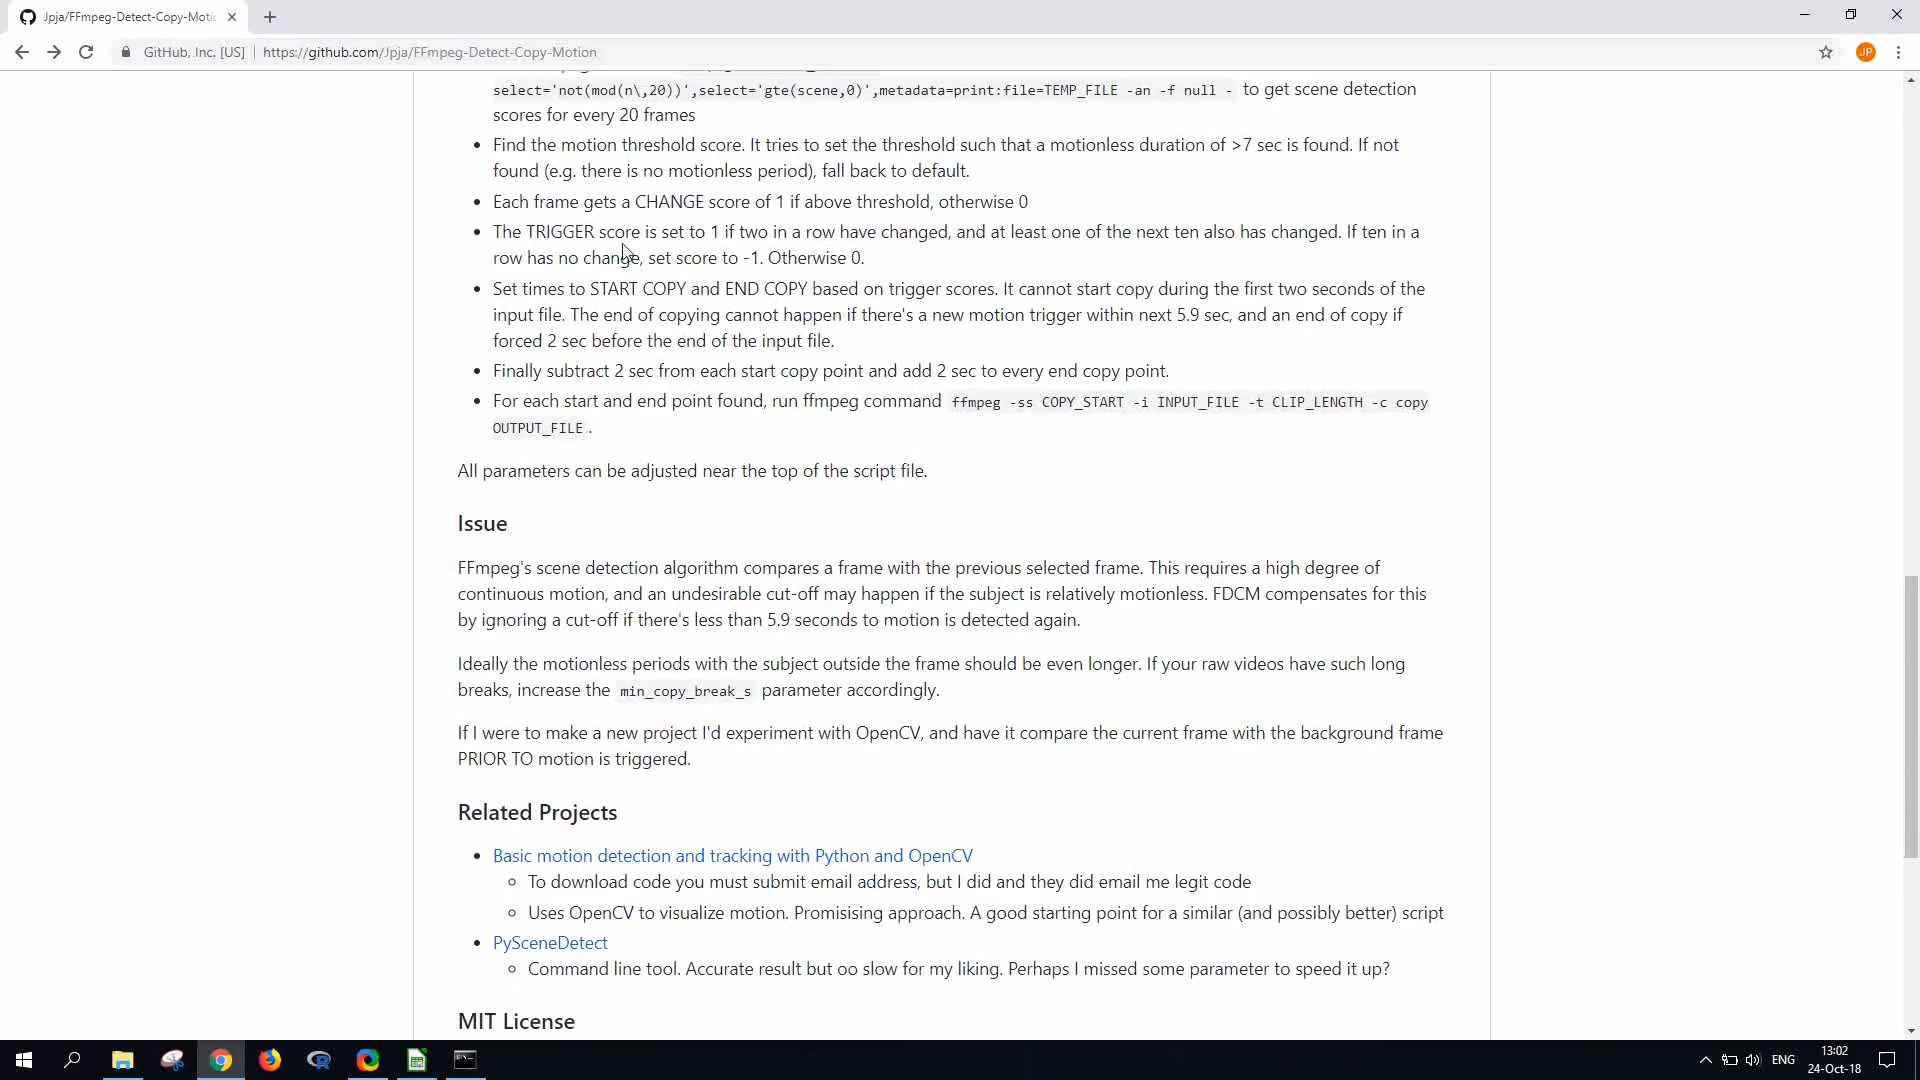 Jpja/FFmpeg-Detect-Copy-Moti
GitHub, Inc. [US] https://github.com/Jpja/FFmpeg-Detect-Copy-Motion
JP
select='not(mod(n\,20))',select='gte(scene,0)',metadata=print:file=TEMP_FILE -an -f null - to get scene detection
scores for every 20 frames
Find the motion threshold score. It tries to set the threshold such that a motionless duration of >7 sec is found. If not
found (e.g. there is no motionless period), fall back to default.
Each frame gets a CHANGE score of 1 if above threshold, otherwise 0
The TRIGGER score is set to 1 if two in a row have changed, and at least one of the next ten also has changed. If ten in a
row has no change, set score to -1. Otherwise 0.
Set times to START COPY and END COPY based on trigger scores. It cannot start copy during the first two seconds of the
input file. The end of copying cannot happen if there's a new motion trigger within next 5.9 sec, and an end of copy if
forced 2 sec before the end of the input file.
Finally subtract 2 sec from each start copy point and add 2 sec to every end copy point.
For each start and end point found, run ffmpeg command ffmpeg -ss COPY_START -i INPUT_FILE -t CLIP_LENGTH -c copy
OUTPUT_FILE .
All parameters can be adjusted near the top of the script file.
Issue
FFmpeg's scene detection algorithm compares a frame with the previous selected frame. This requires a high degree of
continuous motion, and an undesirable cut-off may happen if the subject is relatively motionless. FDCM compensates for this
by ignoring a cut-off if there's less than 5.9 seconds to motion is detected again.
Ideally the motionless periods with the subject outside the frame should be even longer. If your raw videos have such long
breaks, increase the min_copy_break_s parameter accordingly.
If I were to make a new project I'd experiment with OpenCV, and have it compare the current frame with the background frame
PRIOR TO motion is triggered.
Related Projects
Basic motion detection and tracking with Python and OpenCV
To download code you must submit email address, but I did and they did email me legit code
Uses OpenCV to visualize motion. Promisising approach. A good starting point for a similar (and possibly better) script
PySceneDetect
Command line tool. Accurate result but oo slow for my liking. Perhaps I missed some parameter to speed it up?
MIT License
ENG
13:02
24-Oct-18